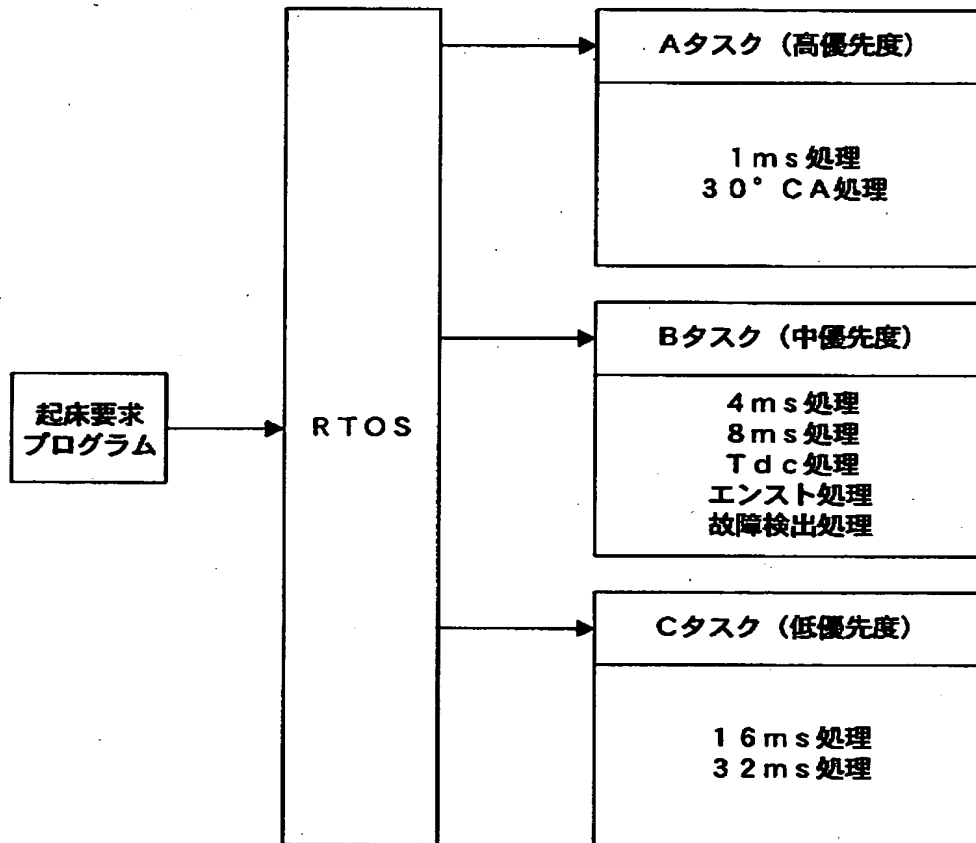 起床要求
プログラム
RTOS
Aタスク（高優先度）
1ms処理
30°CA処理
Bタスク（中優先度）
4ms処理
8ms処理
Tdc処理
エンスト処理
故障検出処理
Cタスク（低優先度）
16ms処理
32ms処理